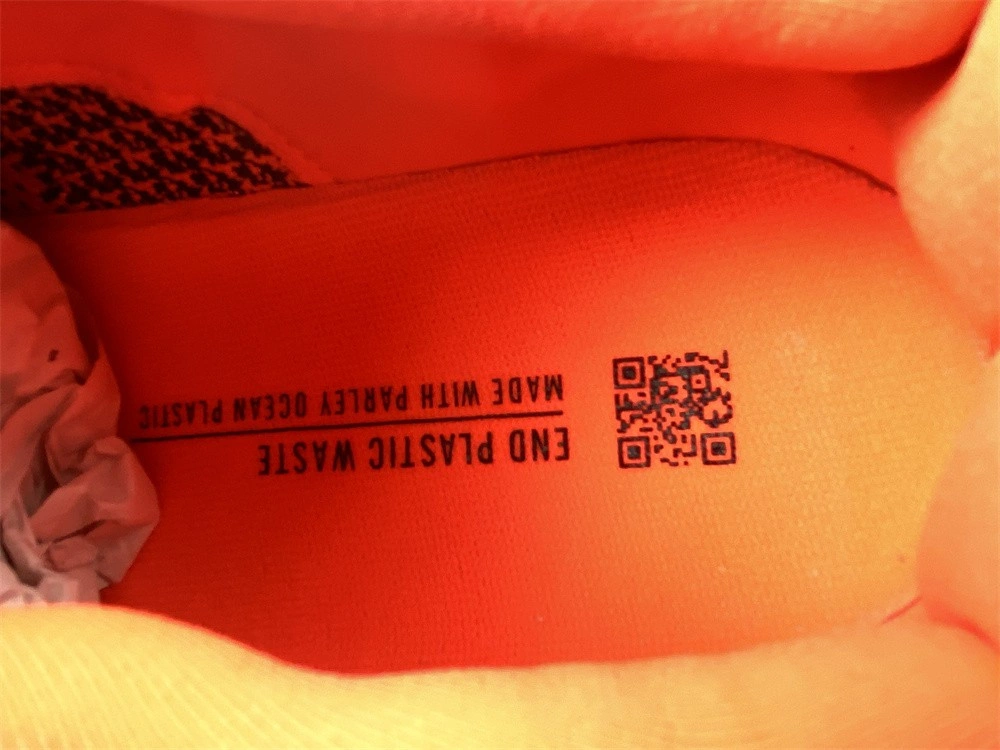 END PLASTIC WASTE
MADE WITH PARLEY OCEAN PLASTIC